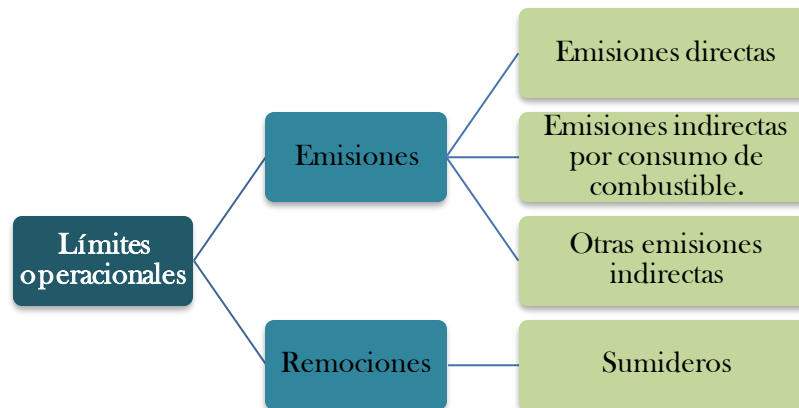 Emisiones directas
Emisiones indirectas
por consumo de
combustible.
Emisiones
Otras emisiones
indirectas
Límites
operacionales
Remociones
Sumideros